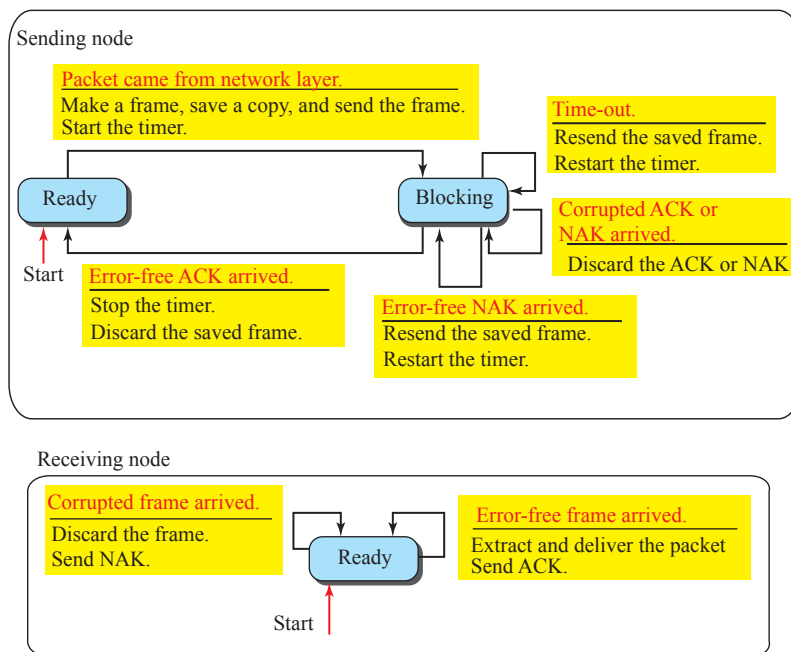 Sending node
Packet came from network layer.
Make a frame, save a copy, and send the frame.
Start the timer.
Time-out.
Resend the saved frame.
Restart the timer.
Ready
Blocking
Corrupted ACK or
NAK arrived.
Discard the ACK or NAK
Start
Error-free ACK arrived.
Stop the timer.
Discard the saved frame.
Error-free NAK arrived.
Resend the saved frame.
Restart the timer.
Receiving node
Corrupted frame arrived.
Discard the frame.
Send NAK.
Ready
Error-free frame arrived.
Extract and deliver the packet
Send ACK.
Start